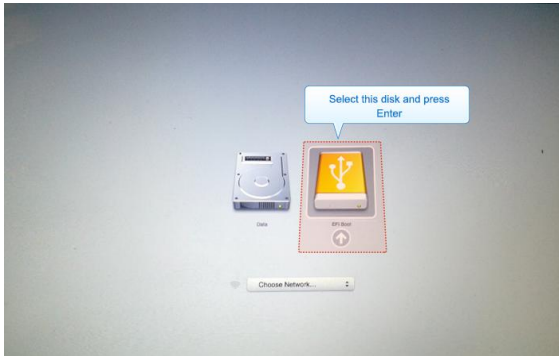 Select this disk and press
Enter
Data
EFI Boot
Choose Network...